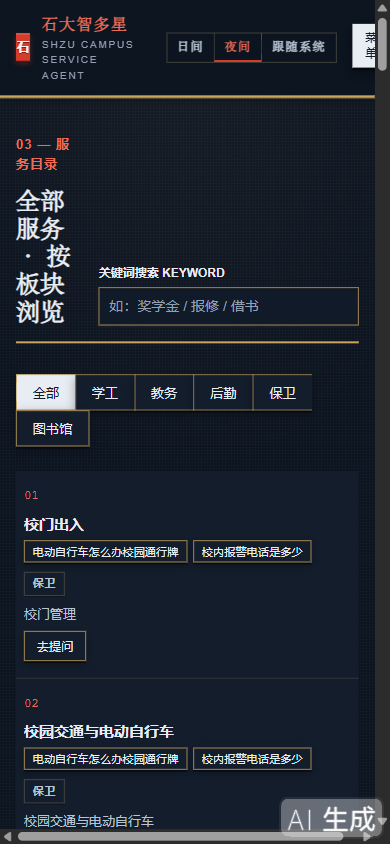 石
石大智多星
SHZU CAMPUS
SERVICE
AGENT
日间
夜间
跟随系统
菜
单
03 — 服
务目录
全部
服务
· 按
板块
浏览
关键词搜索 KEYWORD
如：奖学金 / 报修 / 借书
全部
学工
教务
后勤
保卫
图书馆
01
校门出入
电动自行车怎么办校园通行牌
校内报警电话是多少
保卫
校门管理
去提问
02
校园交通与电动自行车
电动自行车怎么办校园通行牌
校内报警电话是多少
保卫
校园交通与电动自行车
AI 生成